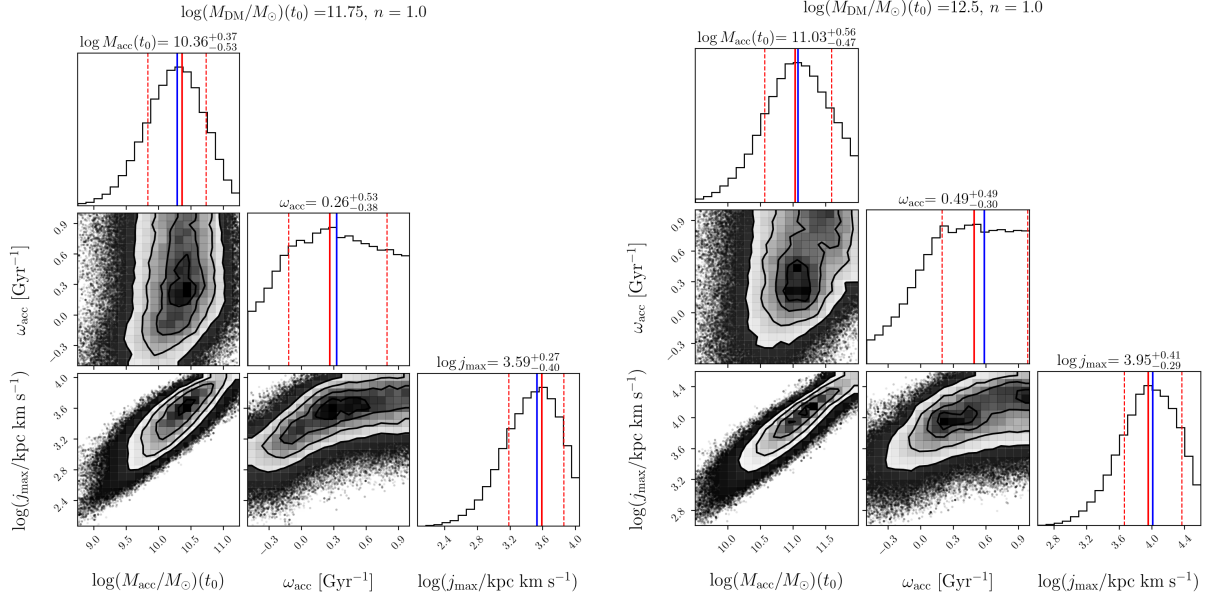 log(M_DM/M_⊙)(t_0) =11.75, n = 1.0
log M_acc(t_0)= 10.36^{+0.37}_{-0.53}
ω_acc= 0.26^{+0.53}_{-0.38}
log j_max= 3.59^{+0.27}_{-0.40}
ω_acc [Gyr^{-1}]
0.9
0.6
0.3
0.0
−0.3
log(j_max/kpc km s^{-1})
4.0
3.6
3.2
2.8
2.4
9.0 9.5 10.0 10.5 11.0
−0.3 0.0 0.3 0.6 0.9
2.4 2.8 3.2 3.6 4.0
log(M_acc/M_⊙)(t_0)
ω_acc [Gyr^{-1}]
log(j_max/kpc km s^{-1})
log(M_DM/M_⊙)(t_0) =12.5, n = 1.0
log M_acc(t_0)= 11.03^{+0.56}_{-0.47}
ω_acc= 0.49^{+0.49}_{-0.30}
log j_max= 3.95^{+0.41}_{-0.29}
ω_acc [Gyr^{-1}]
0.9
0.6
0.3
0.0
−0.3
log(j_max/kpc km s^{-1})
4.4
4.0
3.6
3.2
2.8
10.0 10.5 11.0 11.5
−0.3 0.0 0.3 0.6 0.9
2.8 3.2 3.6 4.0 4.4
log(M_acc/M_⊙)(t_0)
ω_acc [Gyr^{-1}]
log(j_max/kpc km s^{-1})